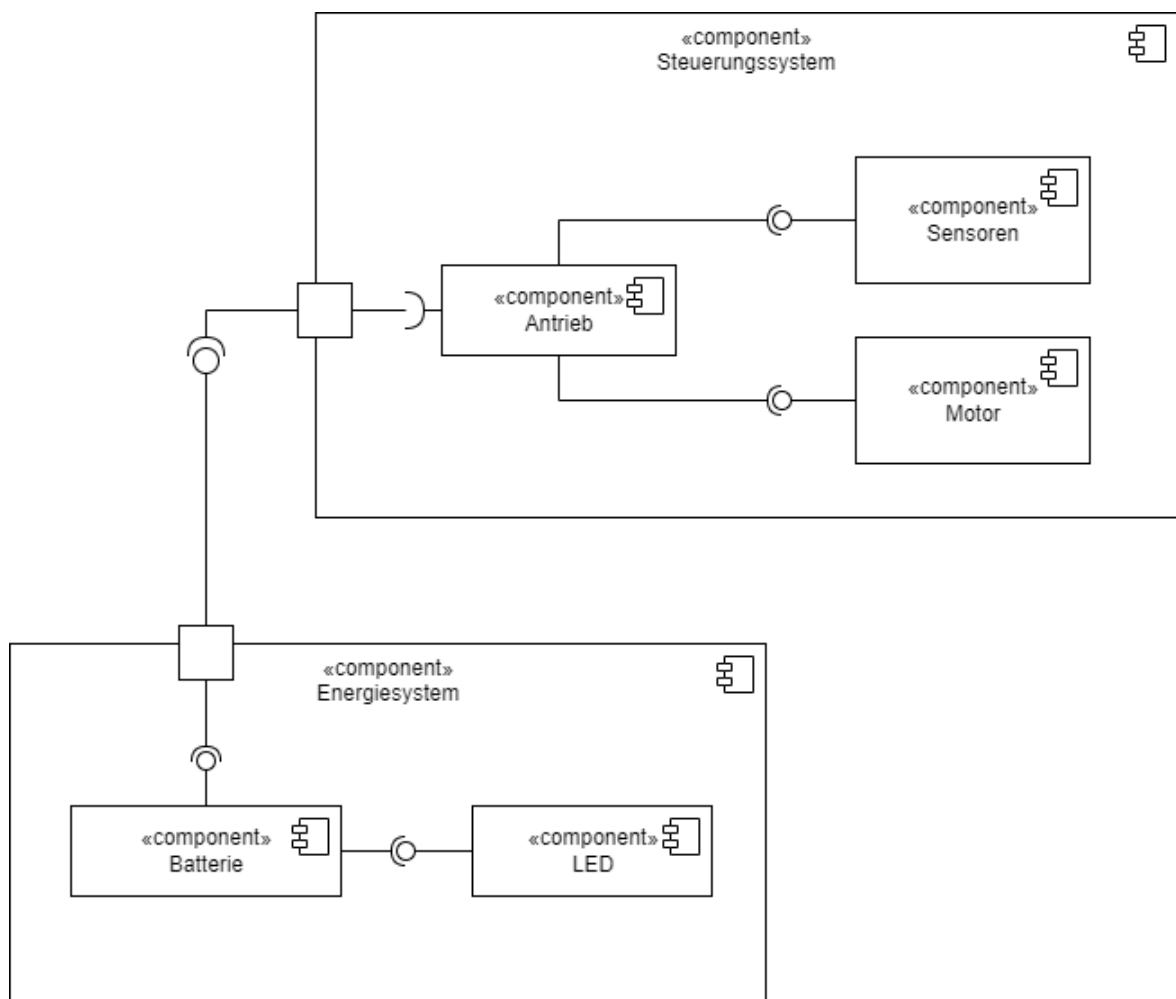 «component»
Steuerungssystem
«component»
Sensoren
«component»
Antrieb
«component»
Motor
«component»
Energiesystem
«component»
Batterie
«component»
LED